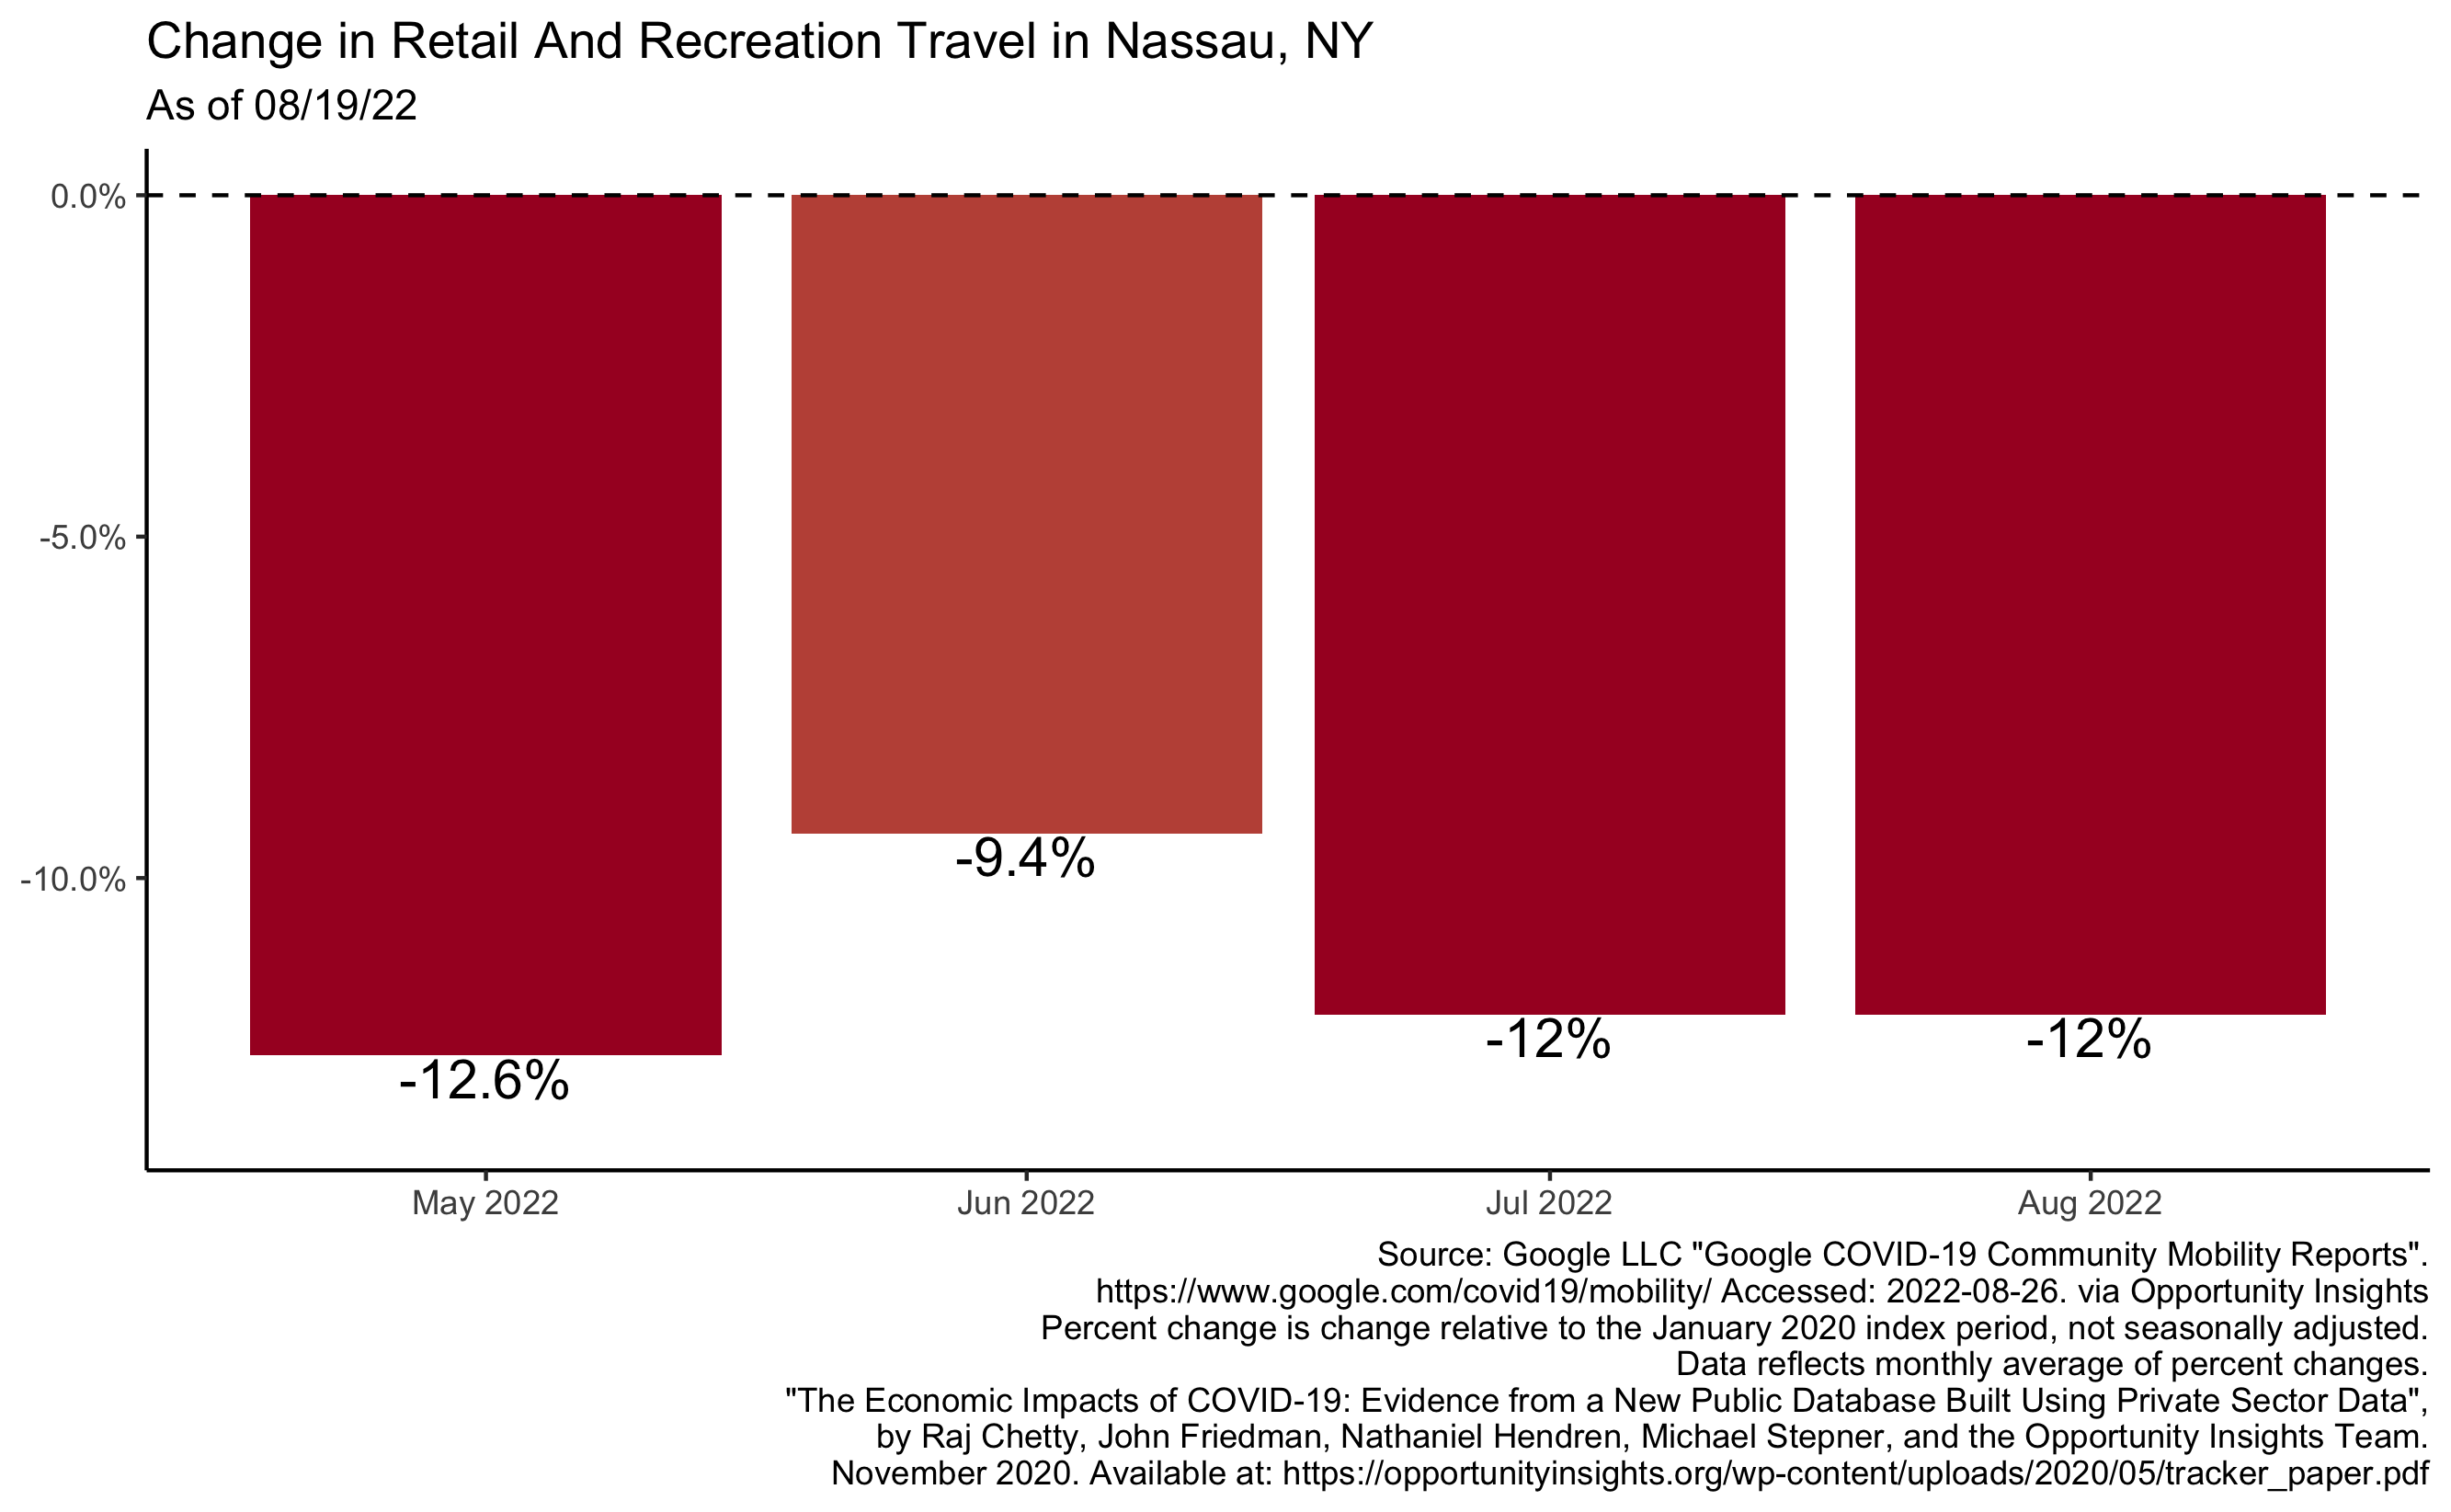 Change in Retail And Recreation Travel in Nassau, NY
As of 08/19/22
0.0%
-5.0%
-10.0%
-12.6%
-9.4%
-12%
-12%
May 2022
Jun 2022
Jul 2022
Aug 2022
Source: Google LLC "Google COVID-19 Community Mobility Reports".
https://www.google.com/covid19/mobility/ Accessed: 2022-08-26. via Opportunity Insights
Percent change is change relative to the January 2020 index period, not seasonally adjusted.
Data reflects monthly average of percent changes.
"The Economic Impacts of COVID-19: Evidence from a New Public Database Built Using Private Sector Data",
by Raj Chetty, John Friedman, Nathaniel Hendren, Michael Stepner, and the Opportunity Insights Team.
November 2020. Available at: https://opportunityinsights.org/wp-content/uploads/2020/05/tracker_paper.pdf